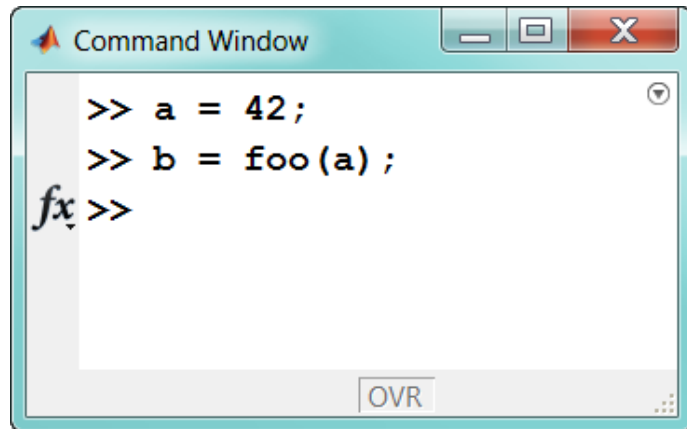 Command Window
>> a = 42;
>> b = foo(a);
fx >>
OVR